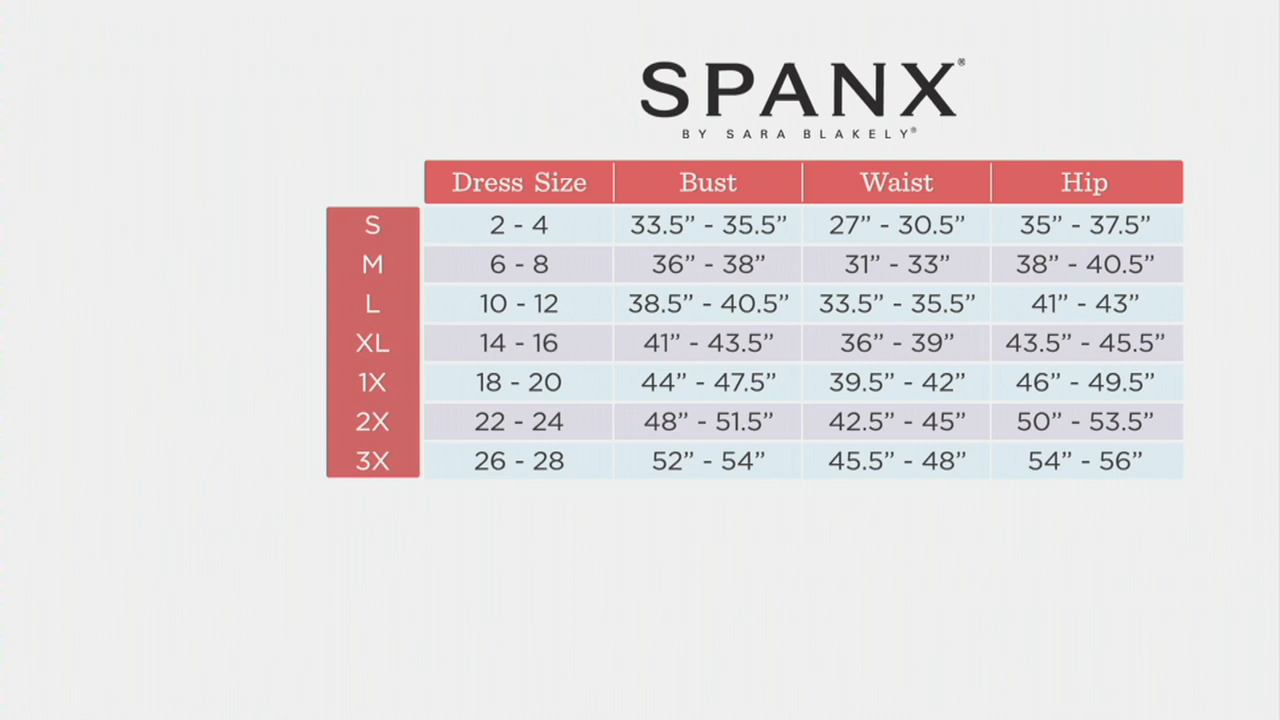 SPANX®
BY SARA BLAKELY®
Dress Size Bust Waist Hip
S 2 - 4 33.5” - 35.5” 27” - 30.5” 35” - 37.5”
M 6 - 8 36” - 38” 31” - 33” 38” - 40.5”
L 10 - 12 38.5” - 40.5” 33.5” - 35.5” 41” - 43”
XL 14 - 16 41” - 43.5” 36” - 39” 43.5” - 45.5”
1X 18 - 20 44” - 47.5” 39.5” - 42” 46” - 49.5”
2X 22 - 24 48” - 51.5” 42.5” - 45” 50” - 53.5”
3X 26 - 28 52” - 54” 45.5” - 48” 54” - 56”